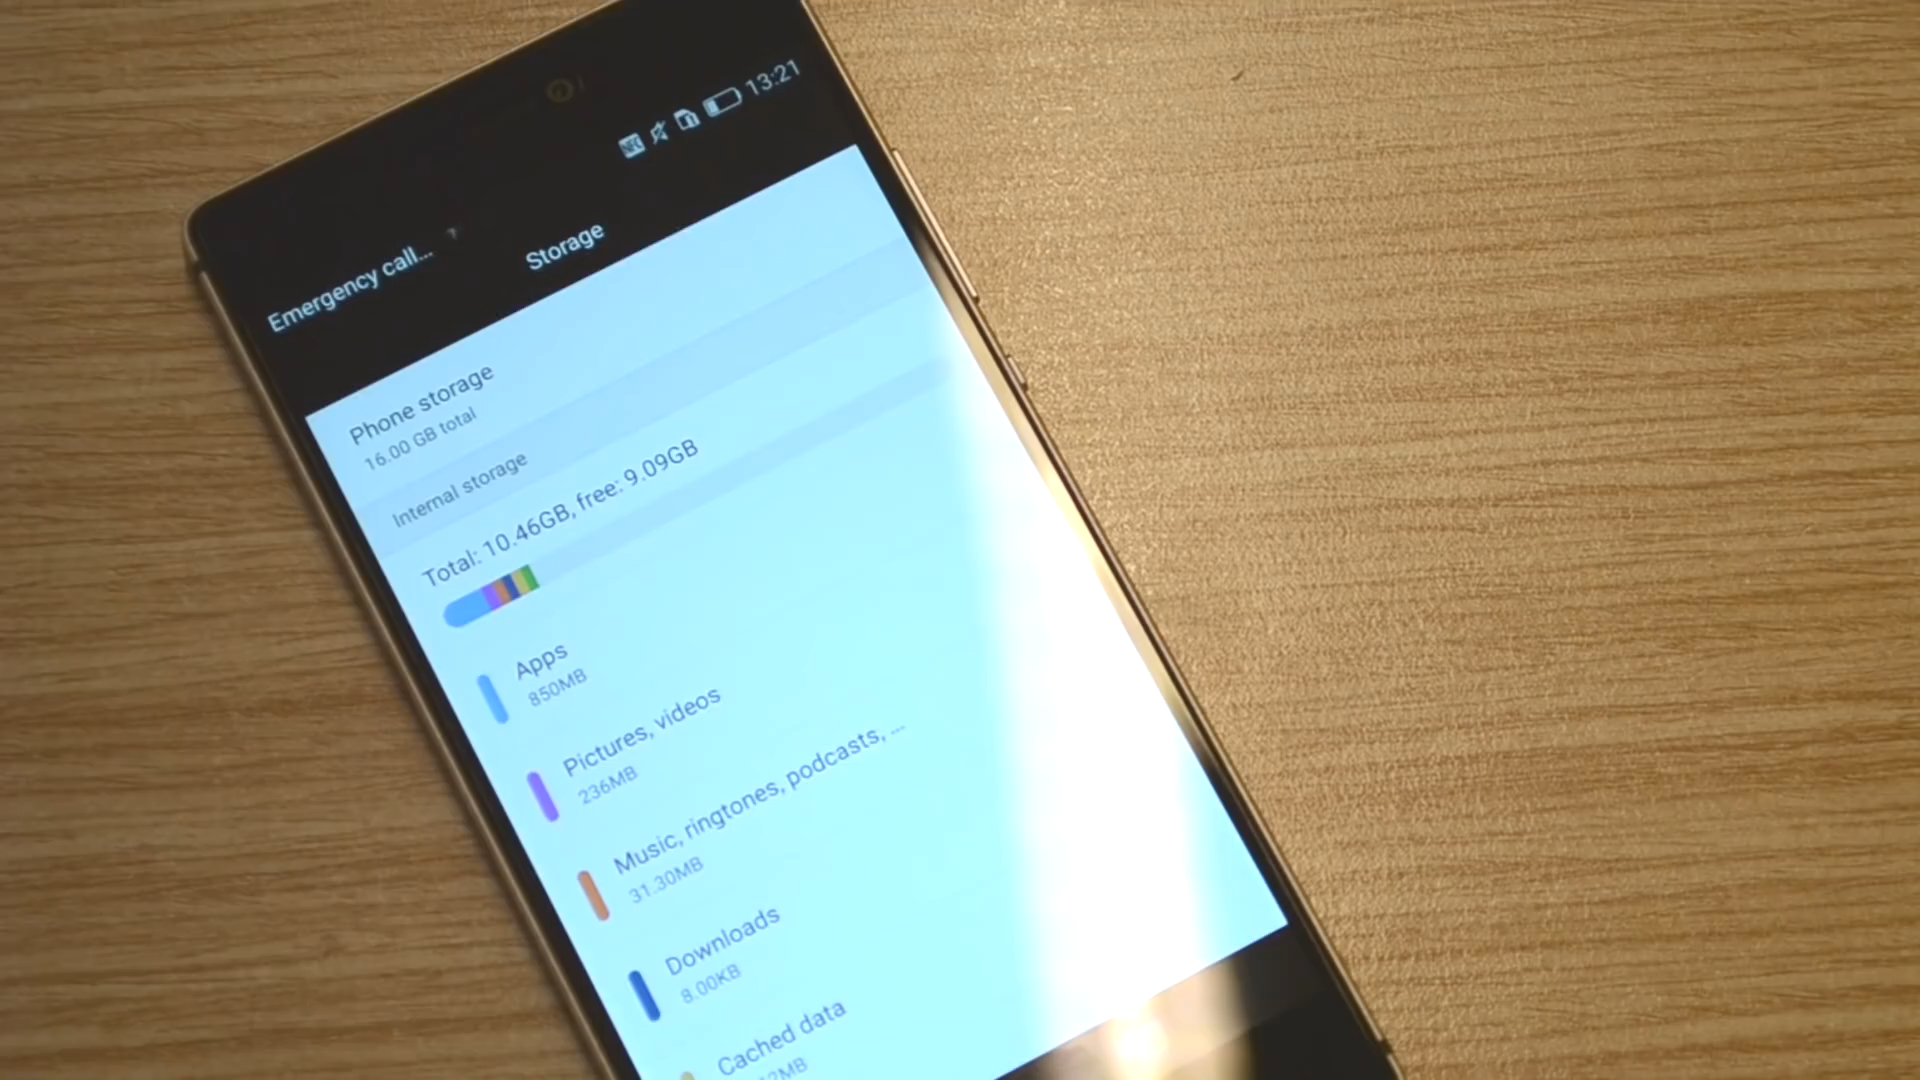 NFC 13:21
Emergency call...
Storage
Phone storage
16.00 GB total
Internal storage
Total: 10.46GB, free: 9.09GB
Apps
850MB
Pictures, videos
236MB
Music, ringtones, podcasts, ...
31.30MB
Downloads
8.00KB
Cached data